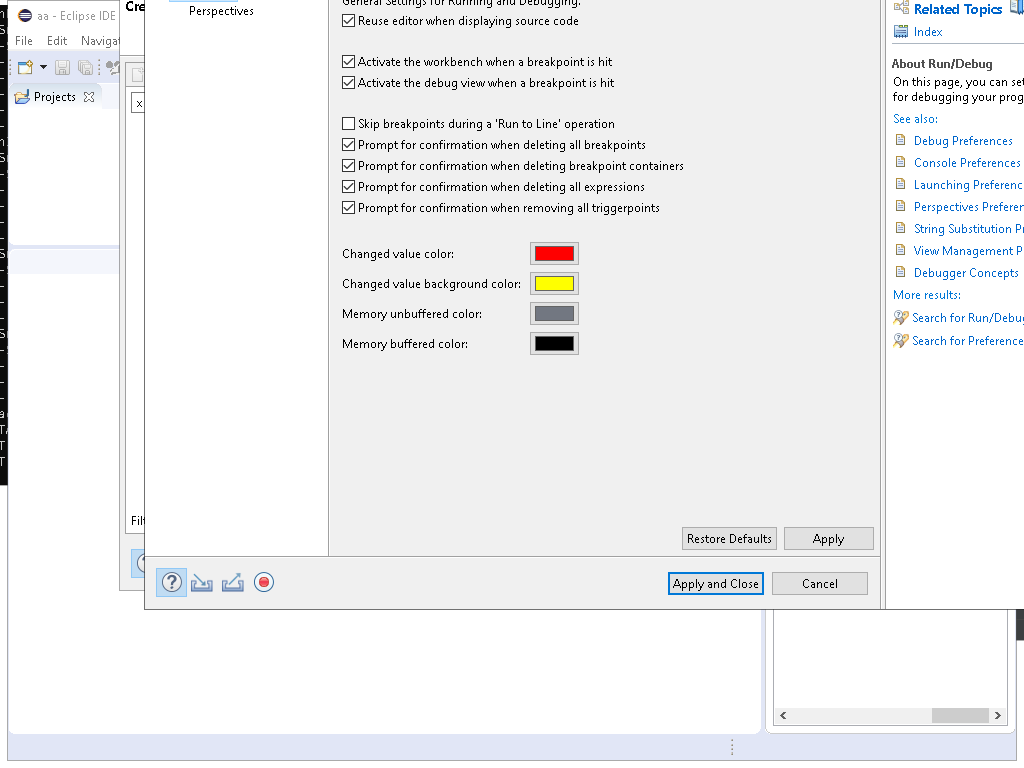 aa - Eclipse IDE
File Edit Navigat
Projects
Cre
x
Filt
Perspectives
General Settings for Running and Debugging.
Reuse editor when displaying source code
Activate the workbench when a breakpoint is hit
Activate the debug view when a breakpoint is hit
Skip breakpoints during a 'Run to Line' operation
Prompt for confirmation when deleting all breakpoints
Prompt for confirmation when deleting breakpoint containers
Prompt for confirmation when deleting all expressions
Prompt for confirmation when removing all triggerpoints
Changed value color:
Changed value background color:
Memory unbuffered color:
Memory buffered color:
Restore Defaults Apply
Apply and Close Cancel
Related Topics
Index
About Run/Debug
On this page, you can set
for debugging your prog
See also:
Debug Preferences
Console Preferences
Launching Preferenc
Perspectives Preferer
String Substitution Pr
View Management P
Debugger Concepts
More results:
Search for Run/Debug
Search for Preference